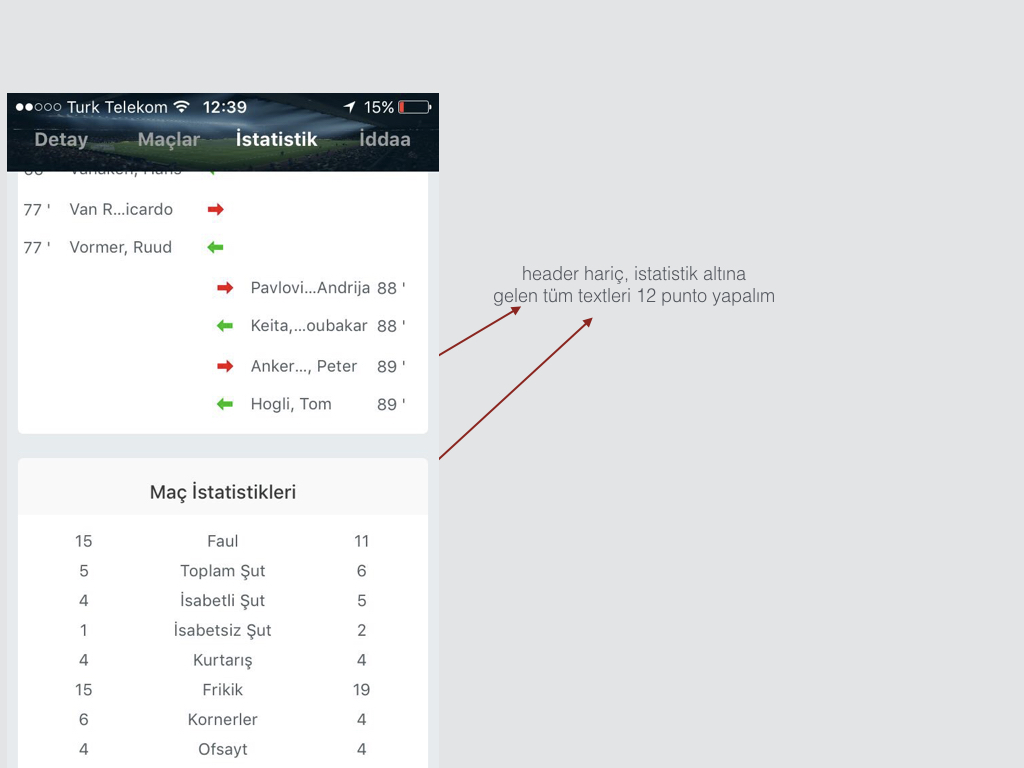 Turk Telekom 12:39 15%
Detay Maçlar İstatistik İddaa
77 ' Van R...icardo
77 ' Vormer, Ruud
Pavlovi...Andrija 88 '
Keita,...oubakar 88 '
Anker..., Peter 89 '
Hogli, Tom 89 '
header hariç, istatistik altına
gelen tüm textleri 12 punto yapalım
Maç İstatistikleri
15 Faul 11
5 Toplam Şut 6
4 İsabetli Şut 5
1 İsabetsiz Şut 2
4 Kurtarış 4
15 Frikik 19
6 Kornerler 4
4 Ofsayt 4